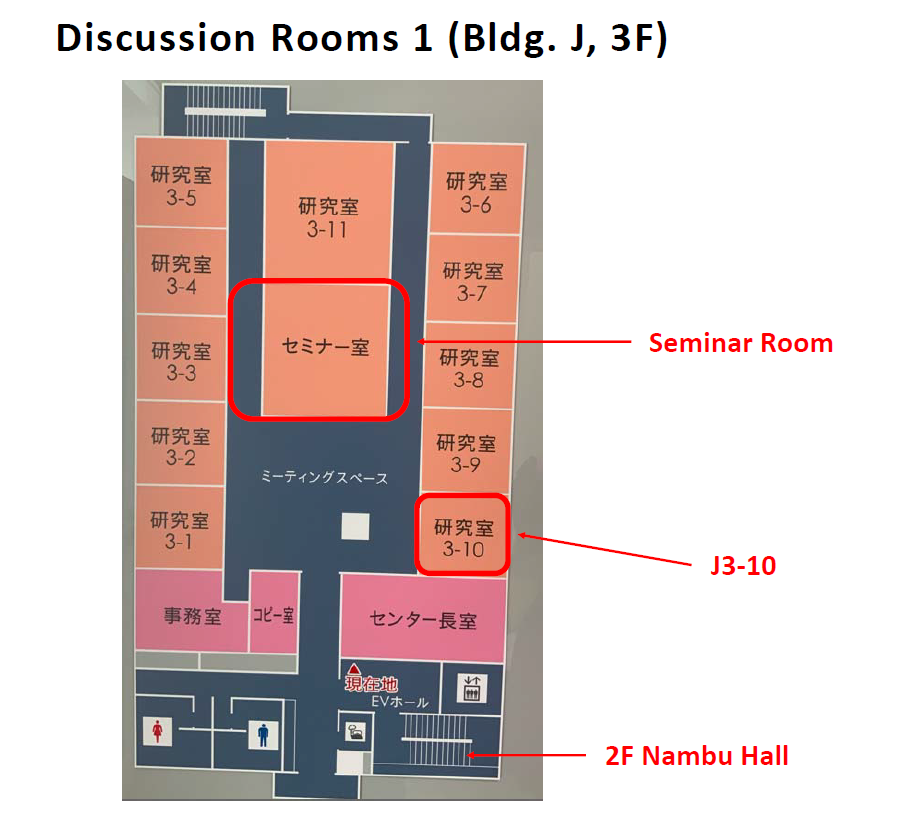 Discussion Rooms 1 (Bldg. J, 3F)
研究室
3-5
研究室
3-11
研究室
3-6
研究室
3-4
研究室
3-7
セミナー室
Seminar Room
研究室
3-3
研究室
3-8
研究室
3-2
研究室
3-9
ミーティングスペース
研究室
3-1
研究室
3-10
J3-10
事務室
コピー室
センター長室
現在地
EVホール
2F Nambu Hall